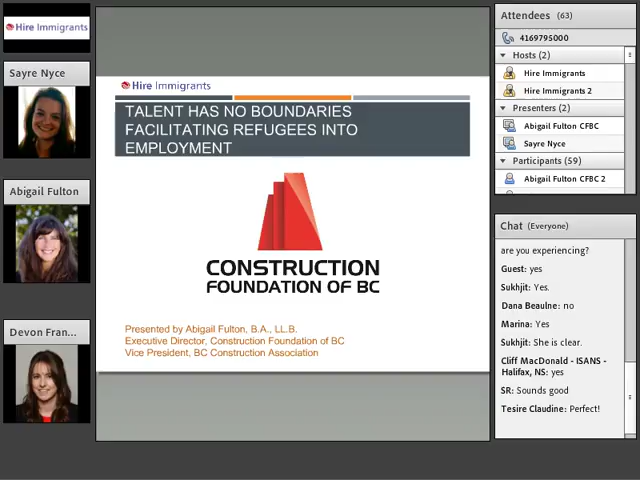 Hire Immigrants
Sayre Nyce
Abigail Fulton
Devon Fran...
Hire Immigrants
TALENT HAS NO BOUNDARIES
FACILITATING REFUGEES INTO
EMPLOYMENT
CONSTRUCTION
FOUNDATION OF BC
Presented by Abigail Fulton, B.A., LL.B.
Executive Director, Construction Foundation of BC
Vice President, BC Construction Association
Attendees (63)
4169795000
Hosts (2)
Hire Immigrants
Hire Immigrants 2
Presenters (2)
Abigail Fulton CFBC
Sayre Nyce
Participants (59)
Abigail Fulton CFBC 2
Chat (Everyone)
are you experiencing?
Guest: yes
Sukhjit: Yes.
Dana Beaulne: no
Marina: Yes
Sukhjit: She is clear.
Cliff MacDonald - ISANS -
Halifax, NS: yes
SR: Sounds good
Tesire Claudine: Perfect!